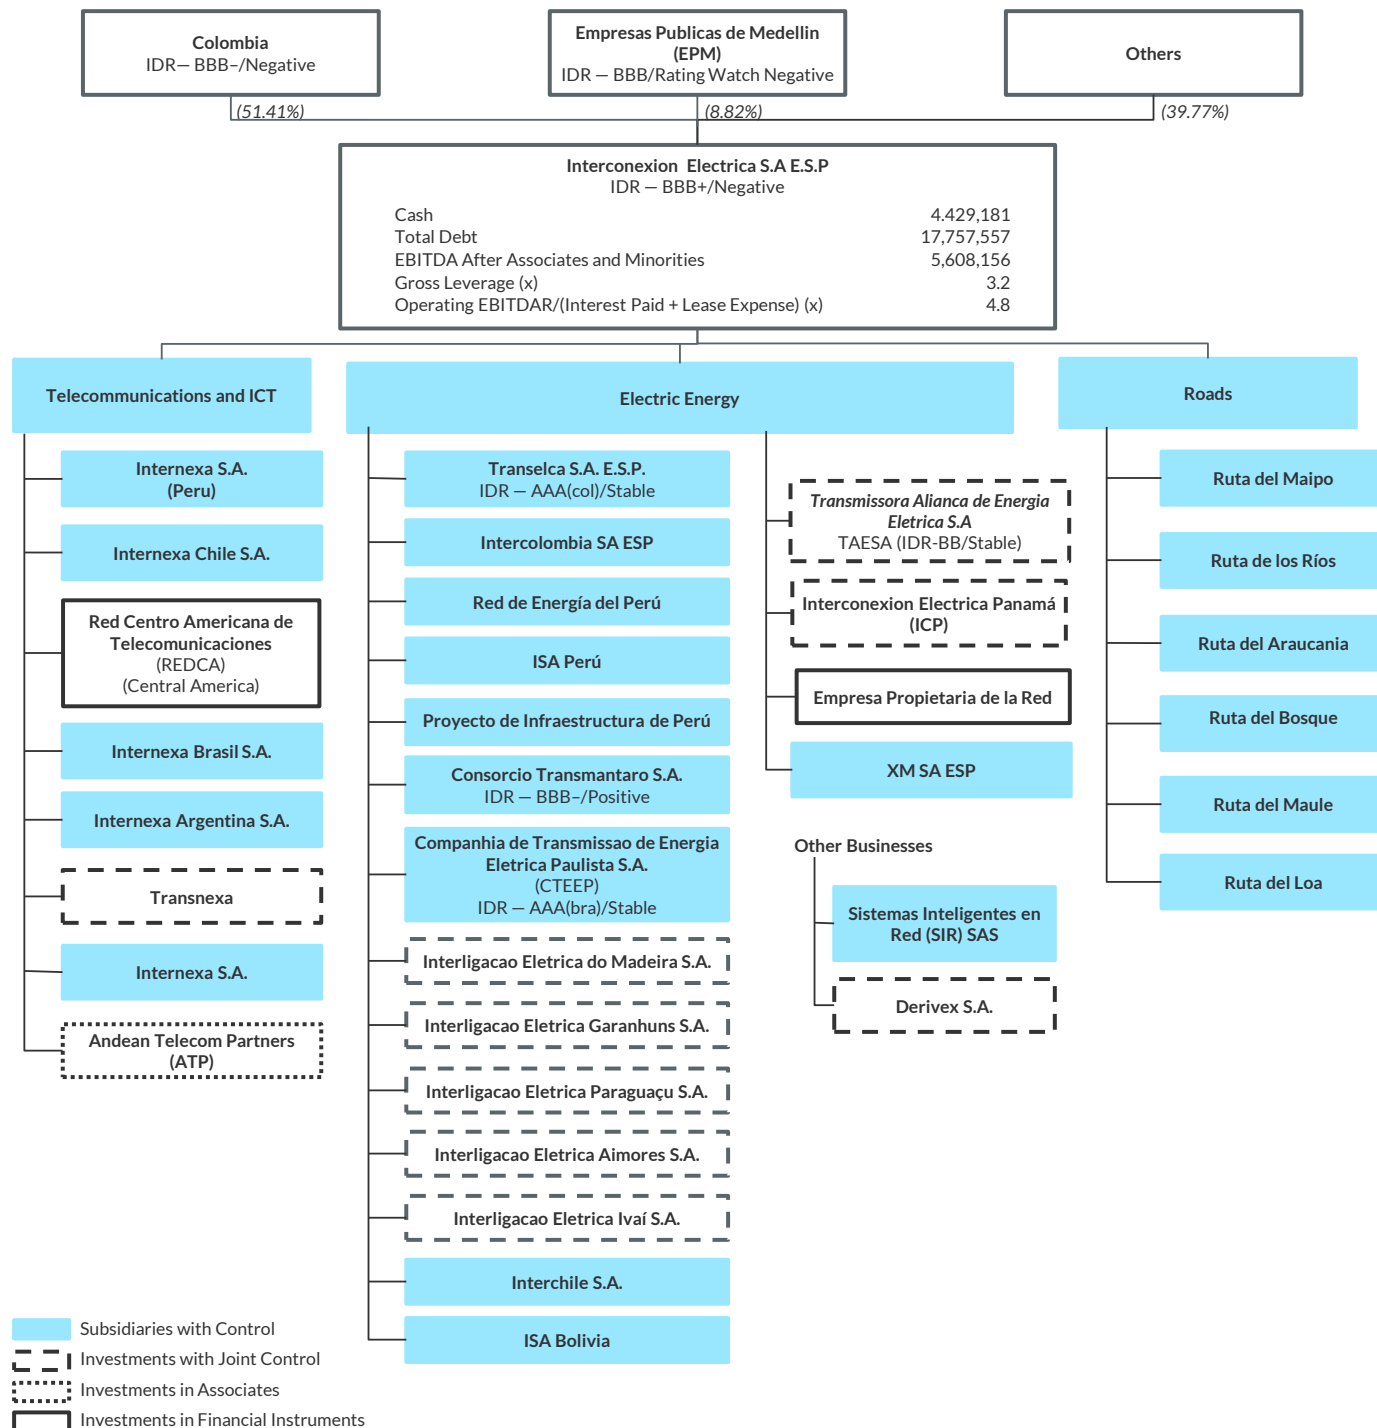 Colombia
IDR— BBB–/Negative
Empresas Publicas de Medellin
(EPM)
IDR — BBB/Rating Watch Negative
Others
(51.41%)
(8.82%)
(39.77%)
Interconexion Electrica S.A E.S.P
IDR — BBB+/Negative
Cash 4.429,181
Total Debt 17,757,557
EBITDA After Associates and Minorities 5,608,156
Gross Leverage (x) 3.2
Operating EBITDAR/(Interest Paid + Lease Expense) (x) 4.8
Telecommunications and ICT
Internexa S.A.
(Peru)
Internexa Chile S.A.
Red Centro Americana de
Telecomunicaciones
(REDCA)
(Central America)
Internexa Brasil S.A.
Internexa Argentina S.A.
Transnexa
Internexa S.A.
Andean Telecom Partners
(ATP)
Electric Energy
Transelca S.A. E.S.P.
IDR — AAA(col)/Stable
Intercolombia SA ESP
Red de Energía del Perú
ISA Perú
Proyecto de Infraestructura de Perú
Consorcio Transmantaro S.A.
IDR — BBB–/Positive
Companhia de Transmissao de Energia
Eletrica Paulista S.A.
(CTEEP)
IDR — AAA(bra)/Stable
Interligacao Eletrica do Madeira S.A.
Interligacao Eletrica Garanhuns S.A.
Interligacao Eletrica Paraguaçu S.A.
Interligacao Eletrica Aimores S.A.
Interligacao Eletrica Ivaí S.A.
Interchile S.A.
ISA Bolivia
Transmissora Alianca de Energia
Eletrica S.A
TAESA (IDR-BB/Stable)
Interconexion Electrica Panamá
(ICP)
Empresa Propietaria de la Red
XM SA ESP
Other Businesses
Sistemas Inteligentes en
Red (SIR) SAS
Derivex S.A.
Roads
Ruta del Maipo
Ruta de los Ríos
Ruta del Araucania
Ruta del Bosque
Ruta del Maule
Ruta del Loa
Subsidiaries with Control
Investments with Joint Control
Investments in Associates
Investments in Financial Instruments